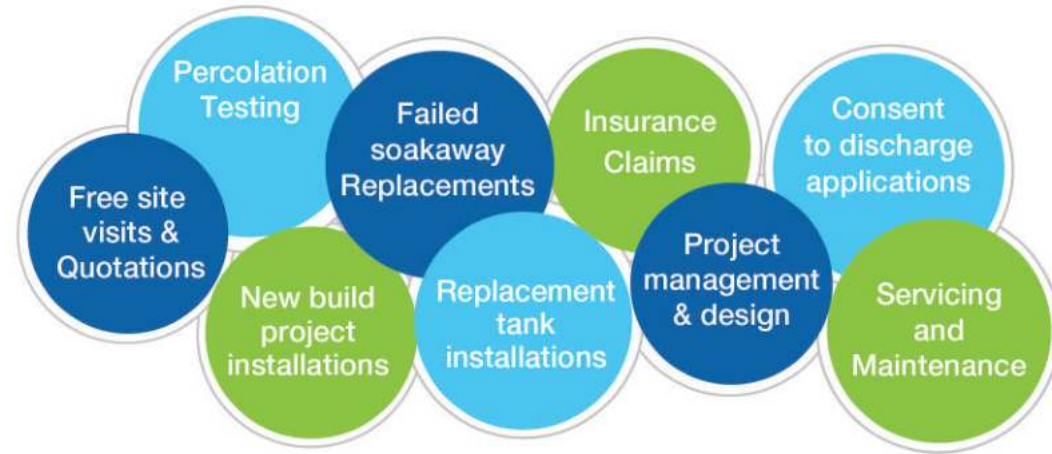 Free site
visits &
Quotations
Percolation
Testing
New build
project
installations
Failed
soakaway
Replacements
Replacement
tank
installations
Insurance
Claims
Project
management
& design
Consent
to discharge
applications
Servicing
and
Maintenance